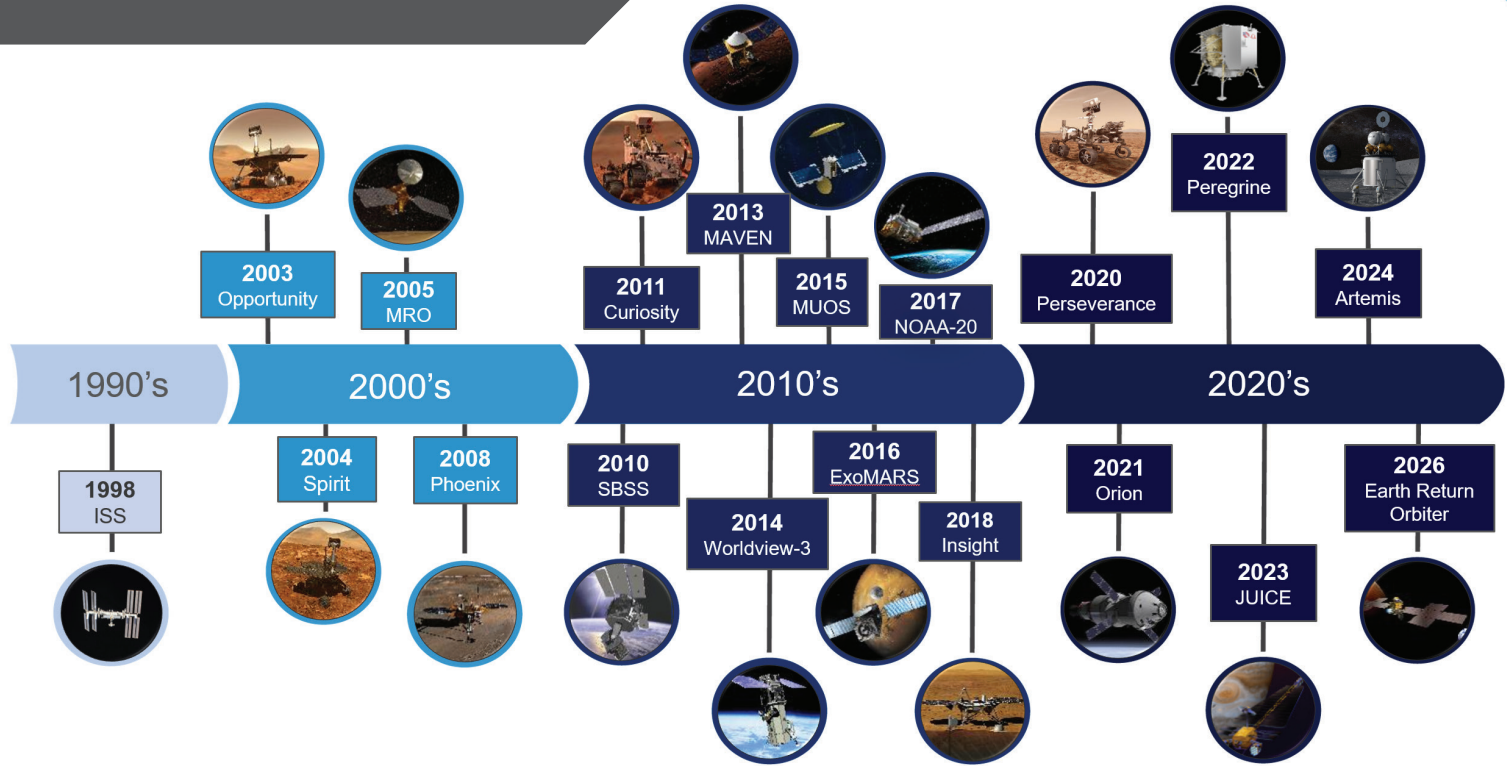 2003
Opportunity
2005
MRO
2011
Curiosity
2013
MAVEN
2015
MUOS
2017
NOAA-20
2020
Perseverance
2022
Peregrine
2024
Artemis
1990's
2000's
2010's
2020's
1998
ISS
2004
Spirit
2008
Phoenix
2010
SBSS
2014
Worldview-3
2016
ExoMARS
2018
Insight
2021
Orion
2023
JUICE
2026
Earth Return
Orbiter